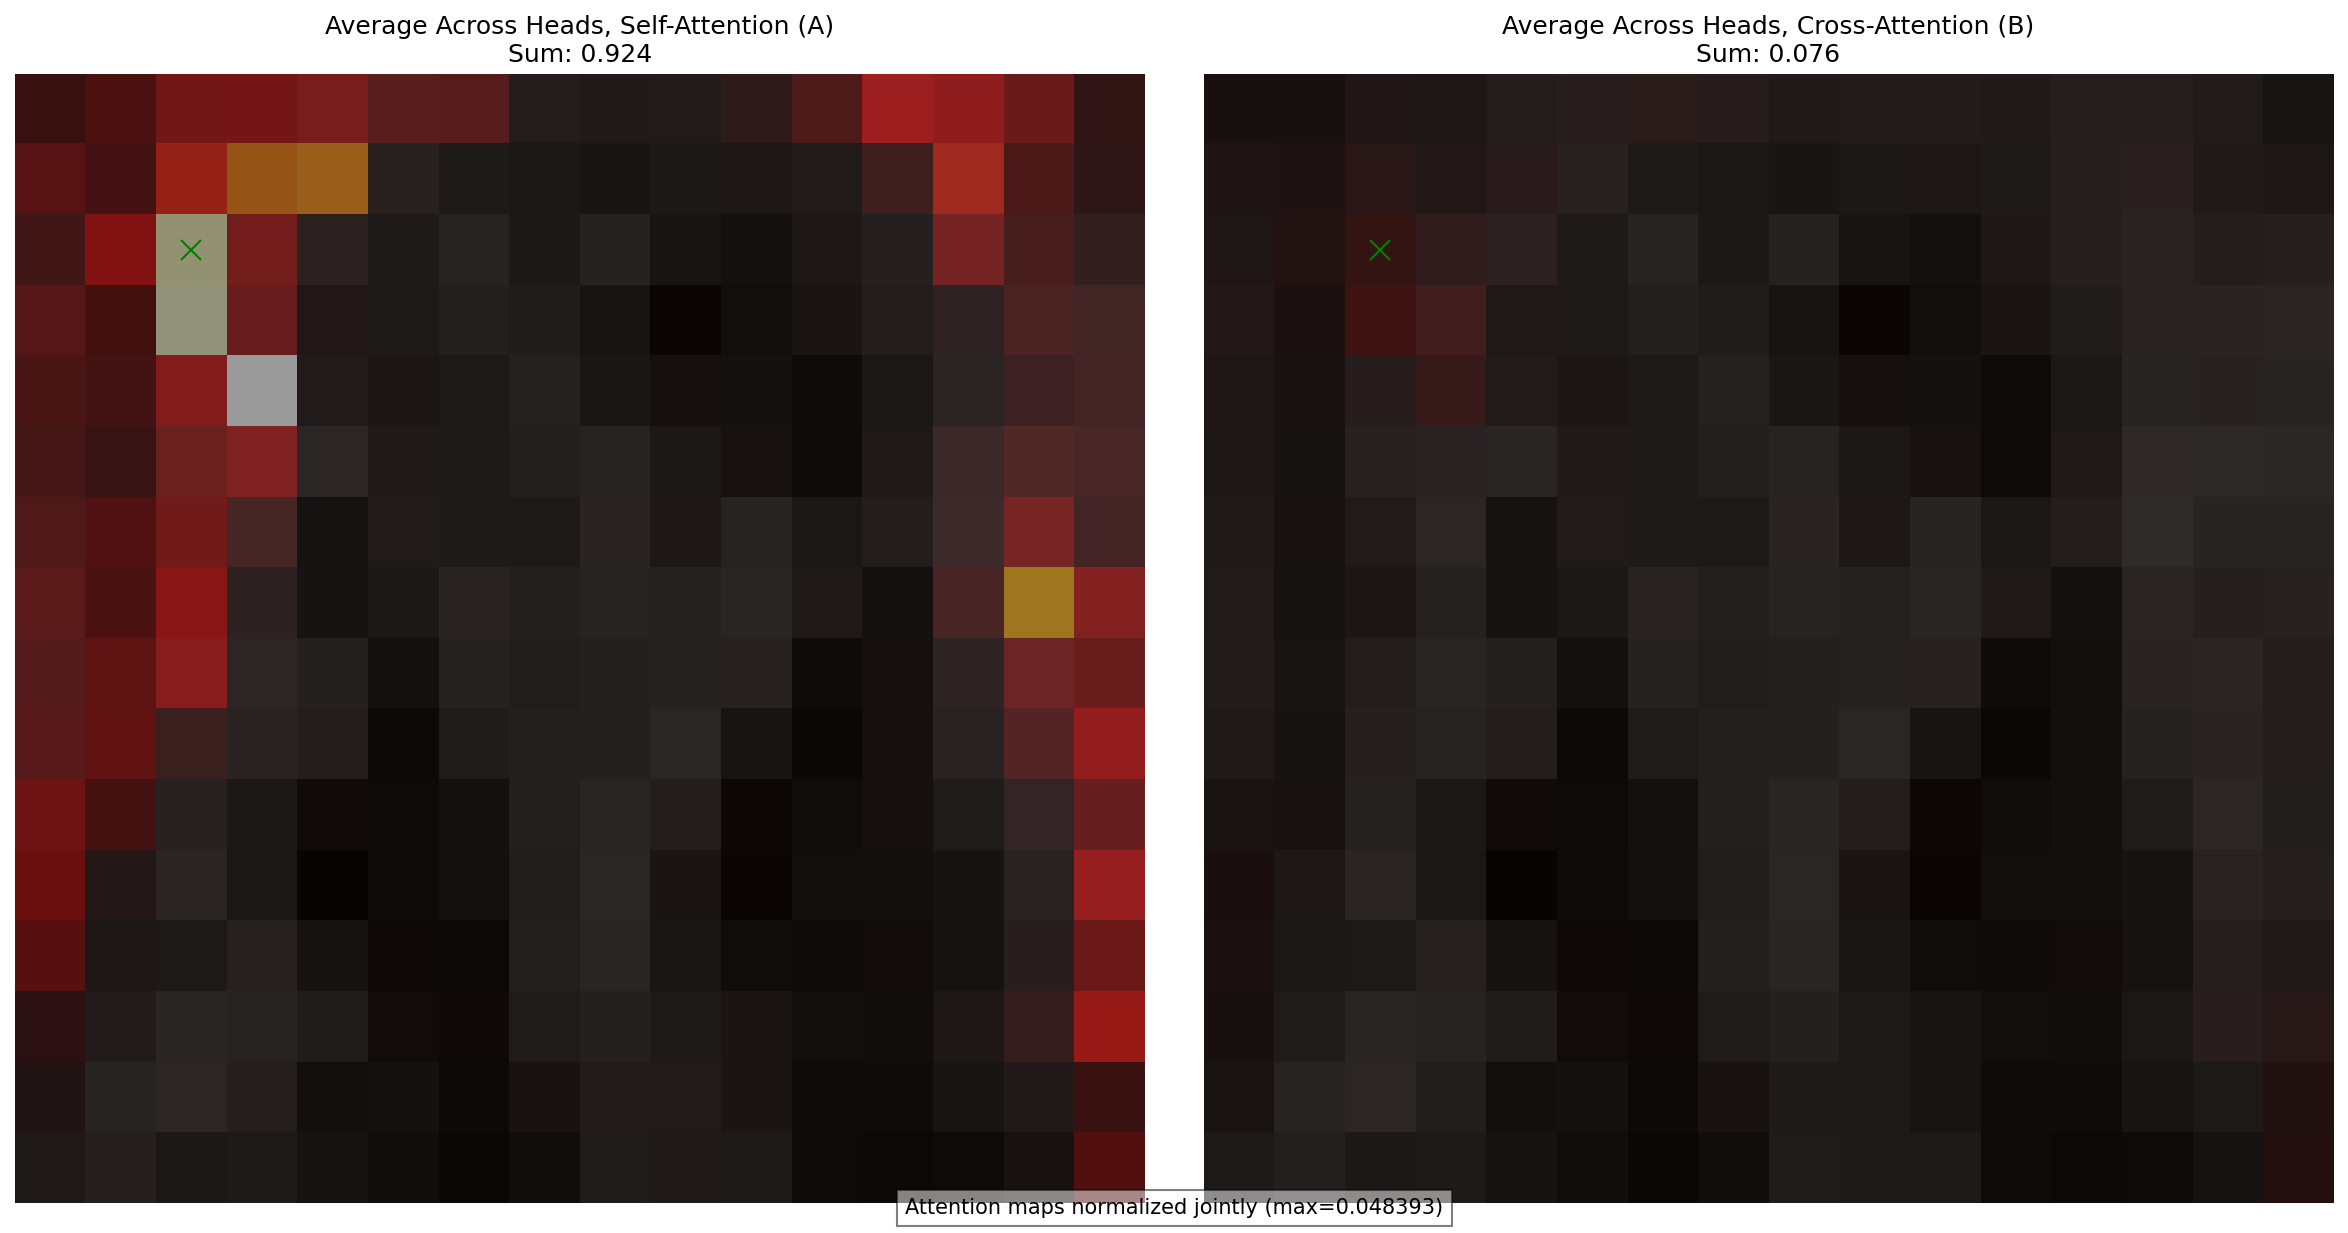 Average Across Heads, Self-Attention (A)
Sum: 0.924
Average Across Heads, Cross-Attention (B)
Sum: 0.076
Attention maps normalized jointly (max=0.048393)